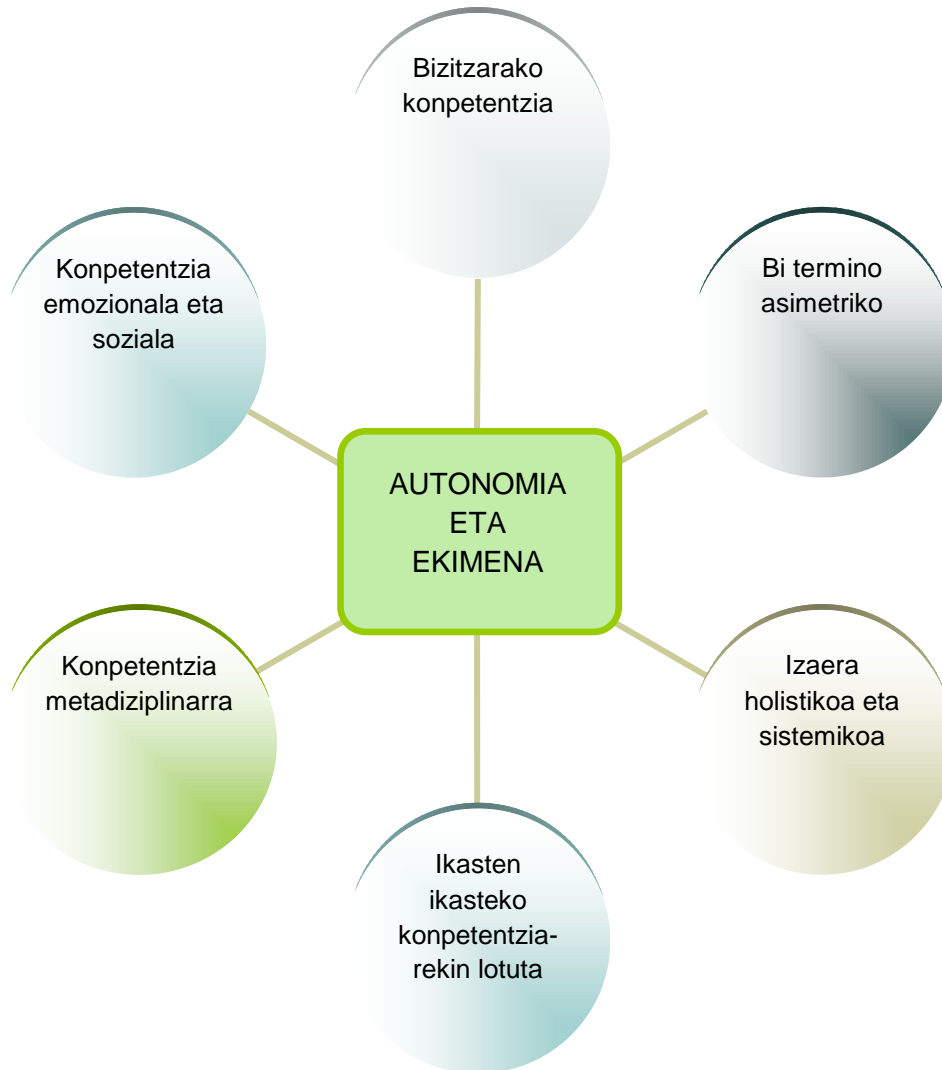 Bizitzarako
konpetentzia
Konpetentzia
emozionala eta
soziala
Bi termino
asimetriko
AUTONOMIA
ETA
EKIMENA
Konpetentzia
metadiziplinarra
Izaera
holistikoa eta
sistemikoa
Ikasten
ikasteko
konpetentzia-
rekin lotuta